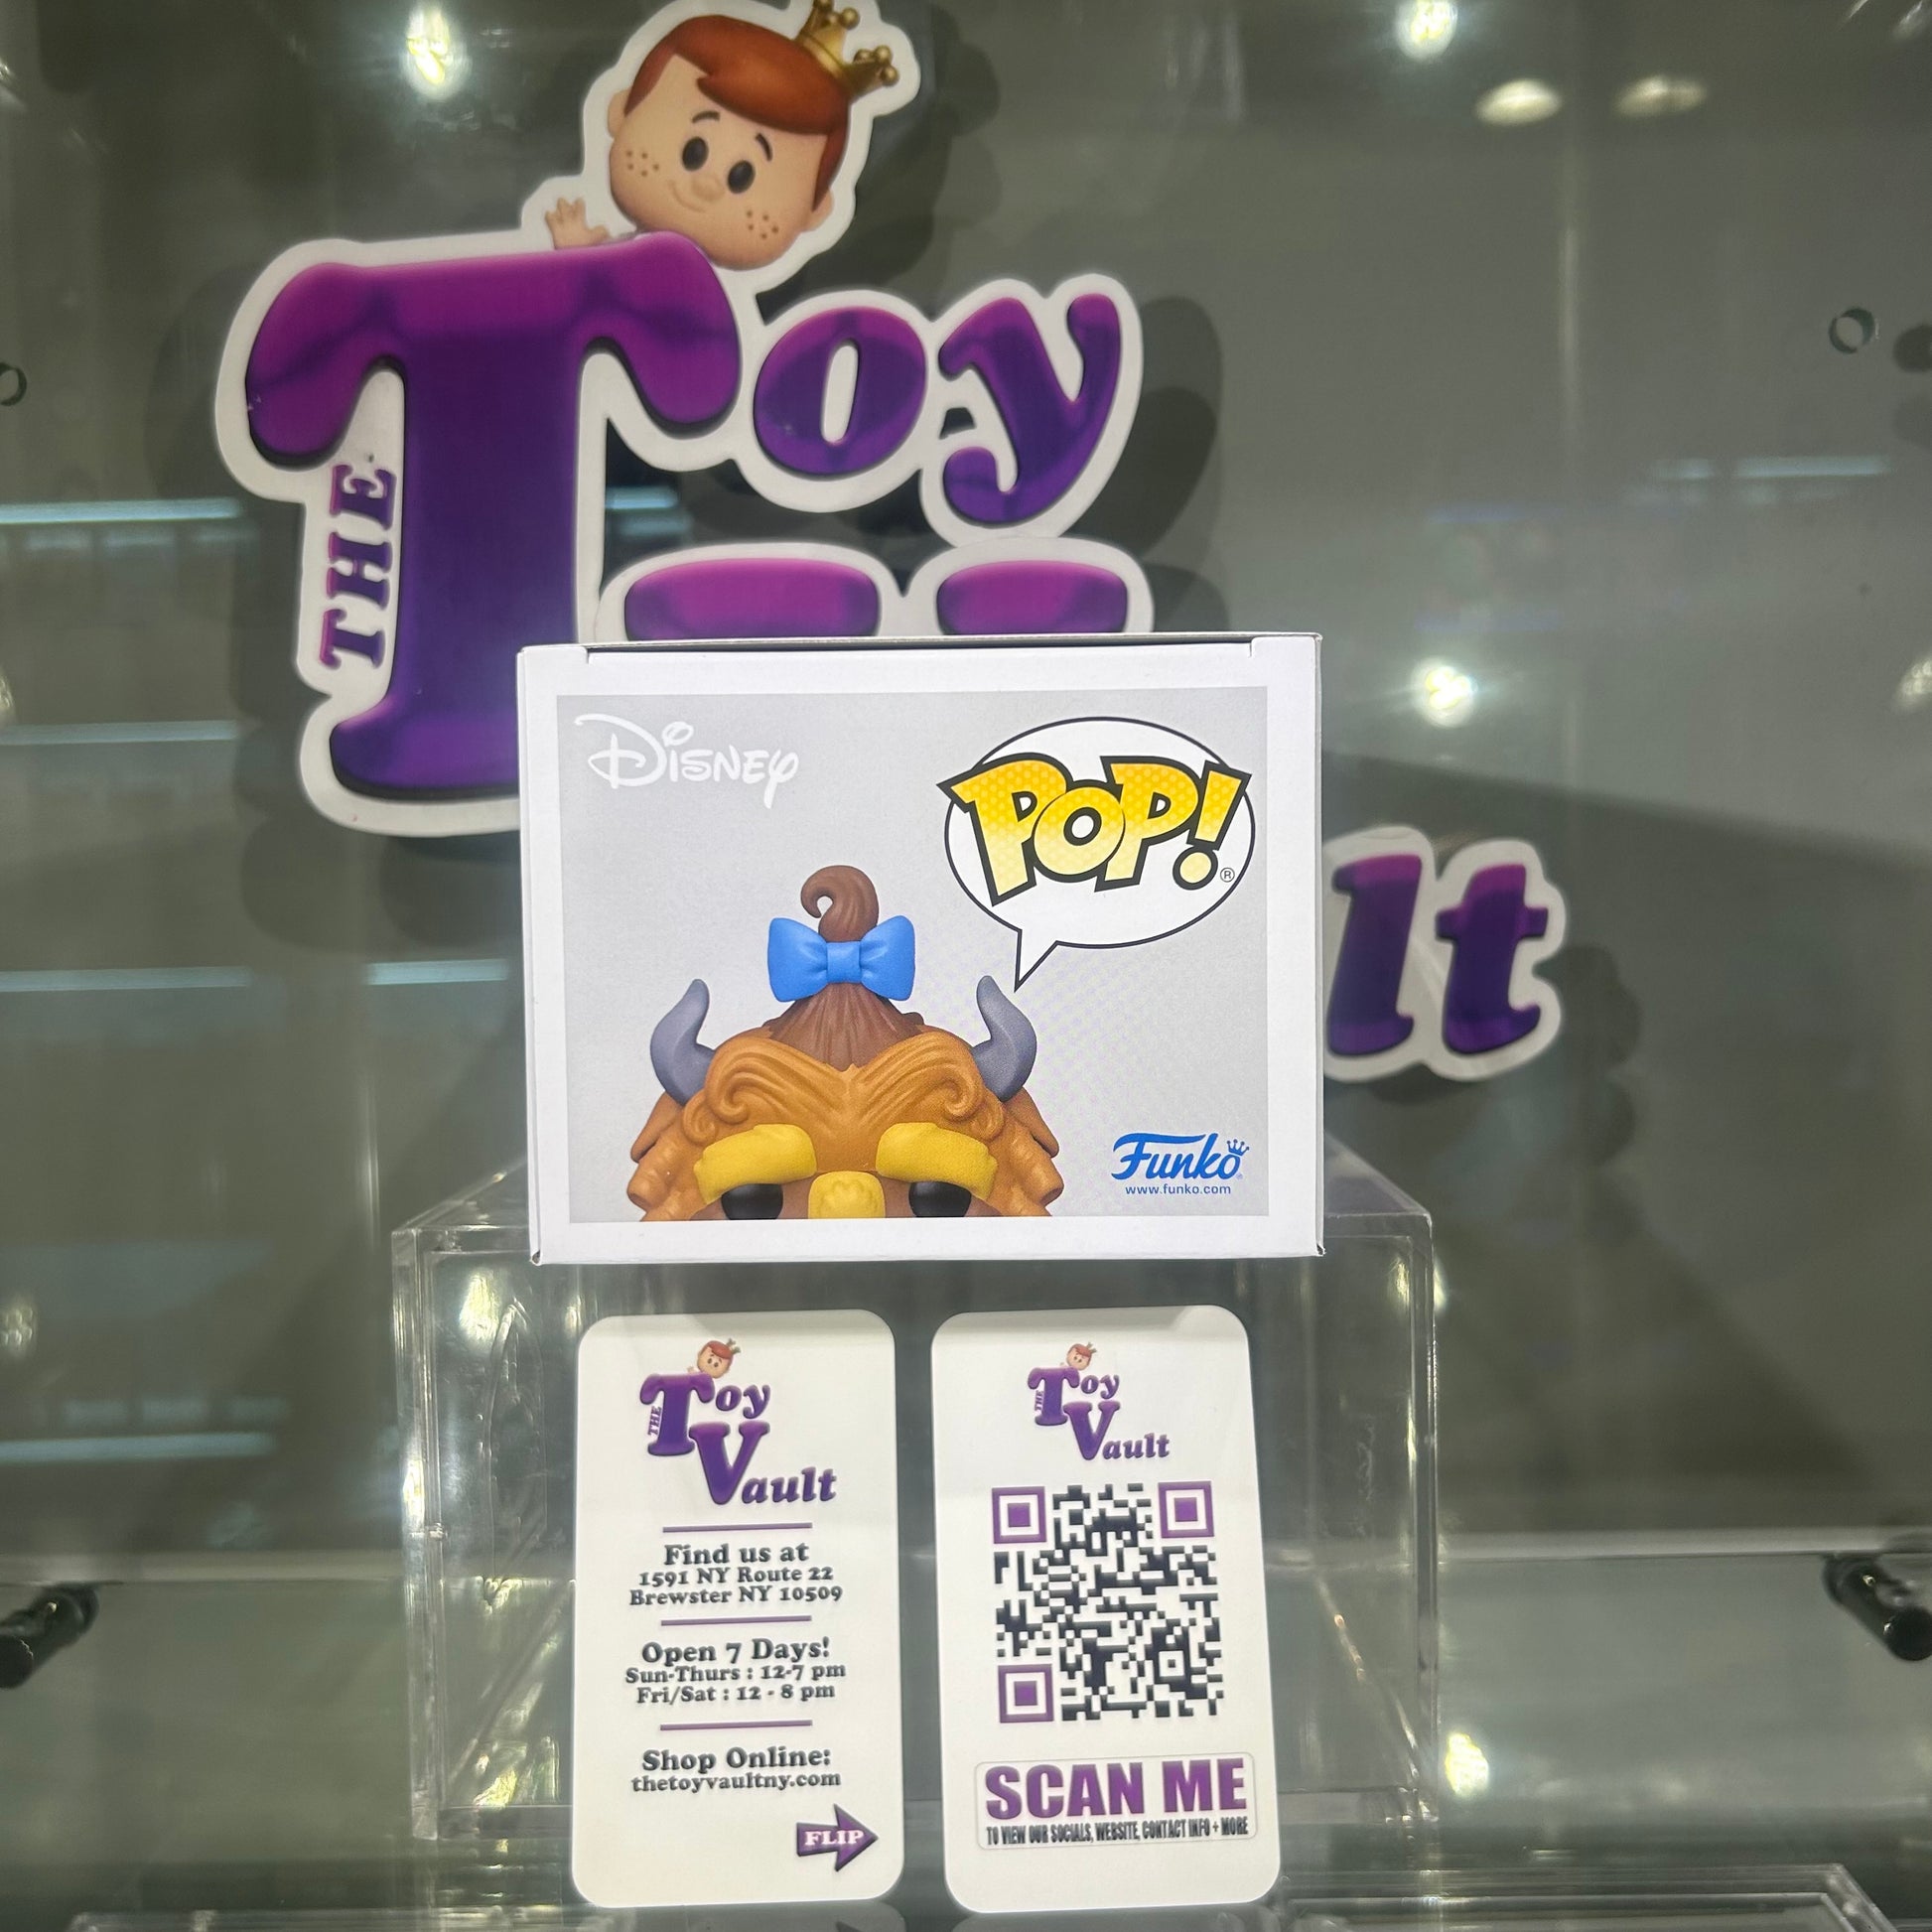 THE Toy
lt
Disney
POP!®
Funko
www.funko.com
THE Toy
Vault
Find us at
1591 NY Route 22
Brewster NY 10509
Open 7 Days!
Sun-Thurs : 12-7 pm
Fri/Sat : 12 - 8 pm
Shop Online:
thetoyvaultny.com
FLIP
THE Toy
Vault
SCAN ME
TO VIEW OUR SOCIALS, WEBSITE, CONTACT INFO + MORE